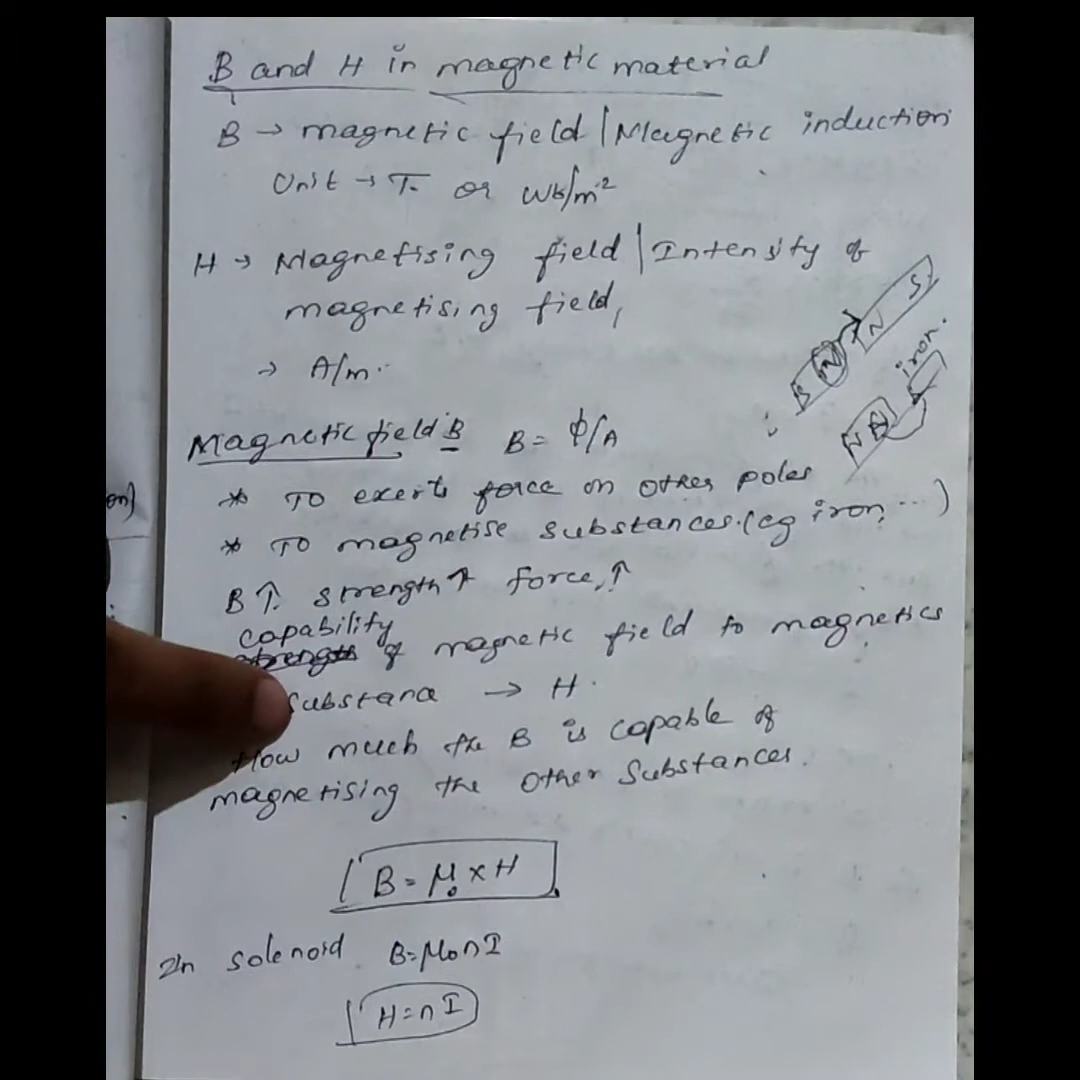 B and H in magnetic material
B → magnetic field | Magnetic induction
Unit → T or Wb/m²
H → Magnetising field | Intensity of
magnetising field,
→ A/m.
S
N
N
B
iron.
N
Magnetic field B B = ϕ/A
* To exert force on other poles
* To magnetise substances. (eg iron, ...)
B↑ strength↑ force,↑
capability
of magnetic field to magnetics
substance → H.
How much the B is capable of
magnetising the other substances.
B = μ₀ × H
In solenoid B = μ₀nI
H = nI
on)